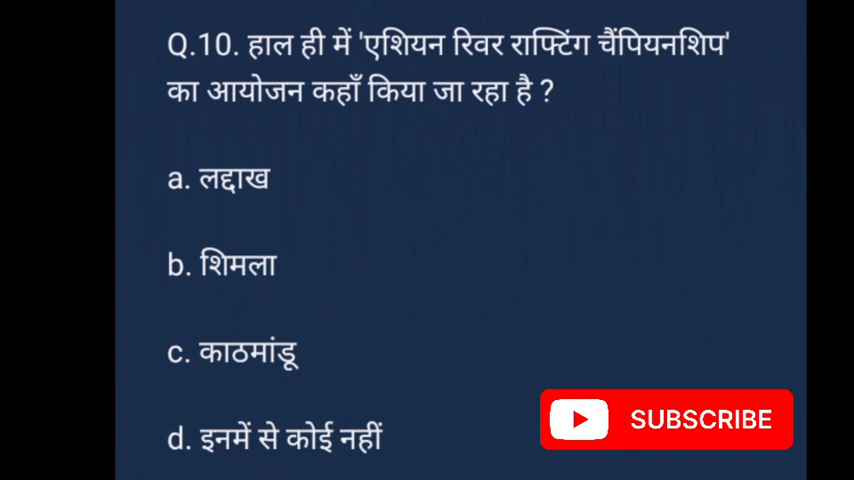 Q.10. हाल ही में 'एशियन रिवर राफ्टिंग चैंपियनशिप'
का आयोजन कहाँ किया जा रहा है ?
a. लद्दाख
b. शिमला
c. काठमांडू
d. इनमें से कोई नहीं
SUBSCRIBE